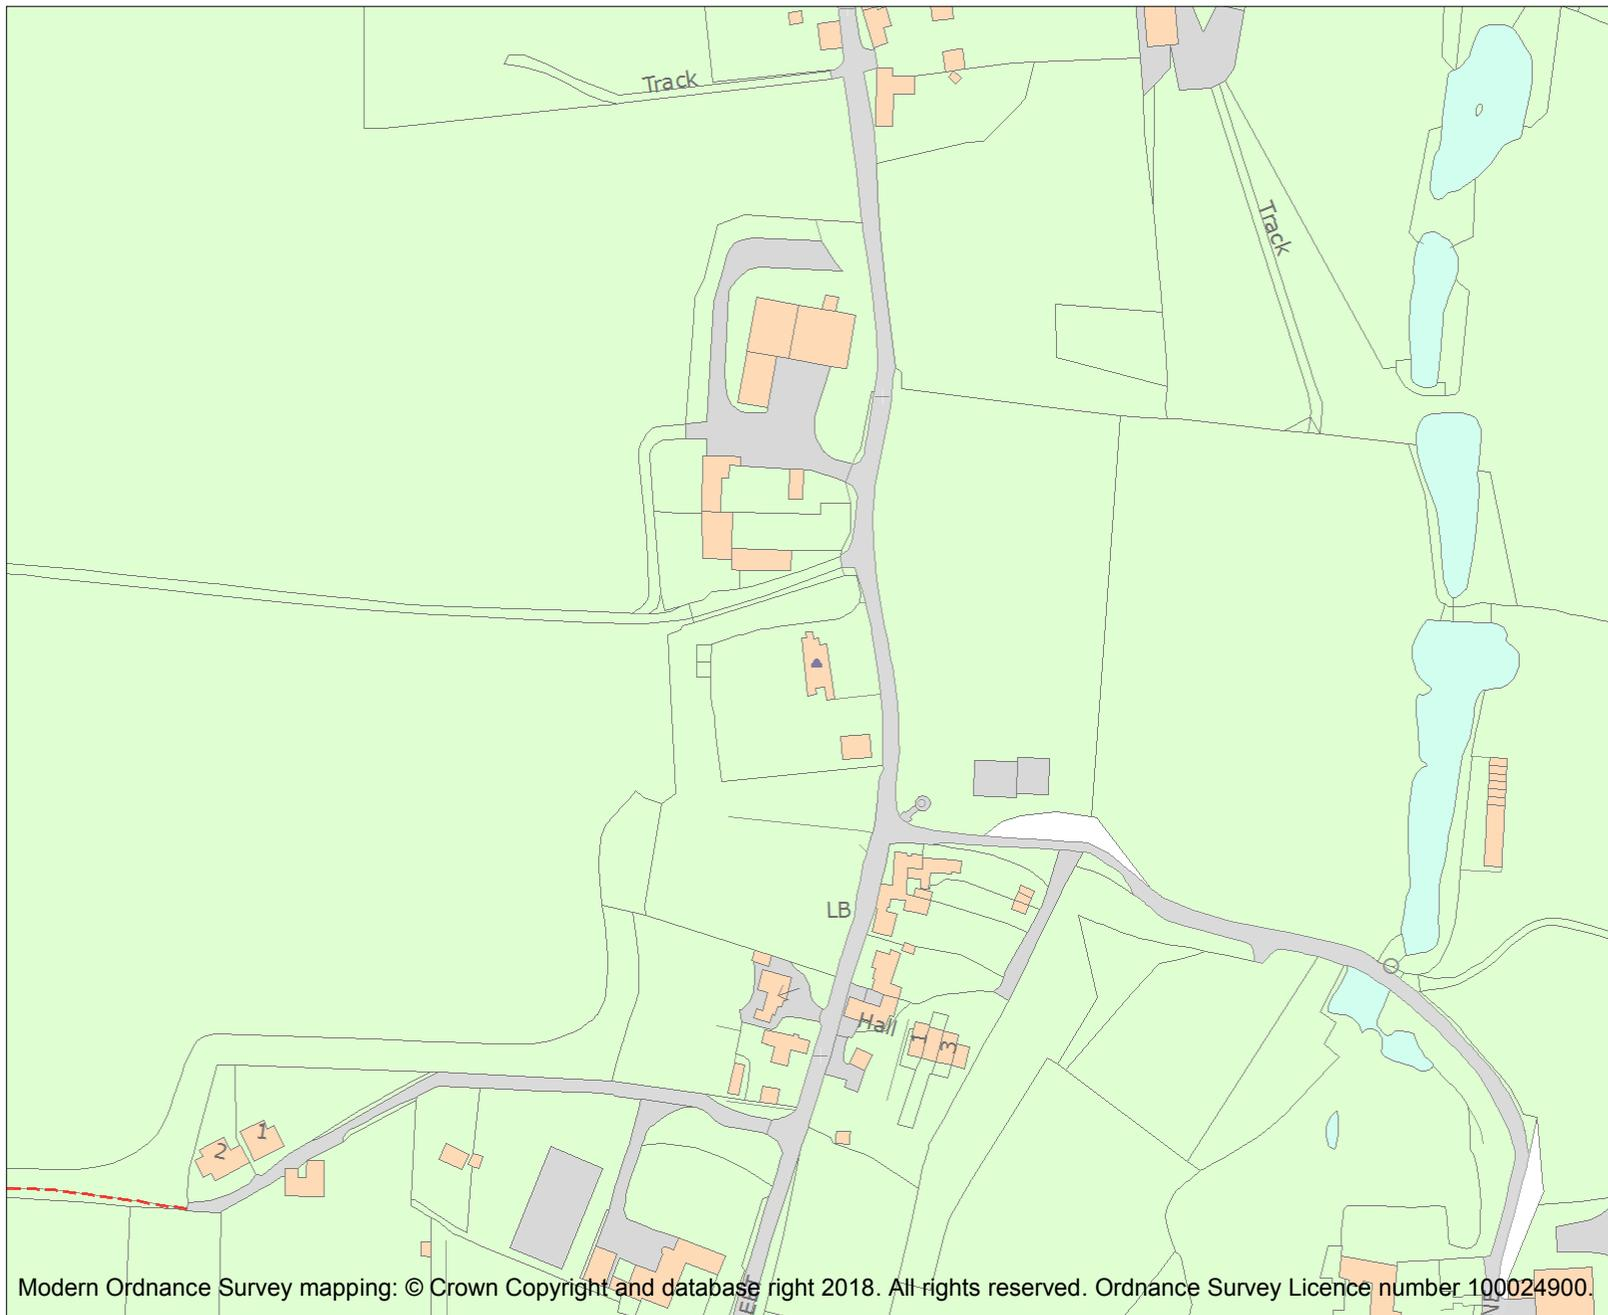 Track
Track
LB
Hall
1
3
1
2
Modern Ordnance Survey mapping: © Crown Copyright and database right 2018. All rights reserved. Ordnance Survey Licence number 100024900.